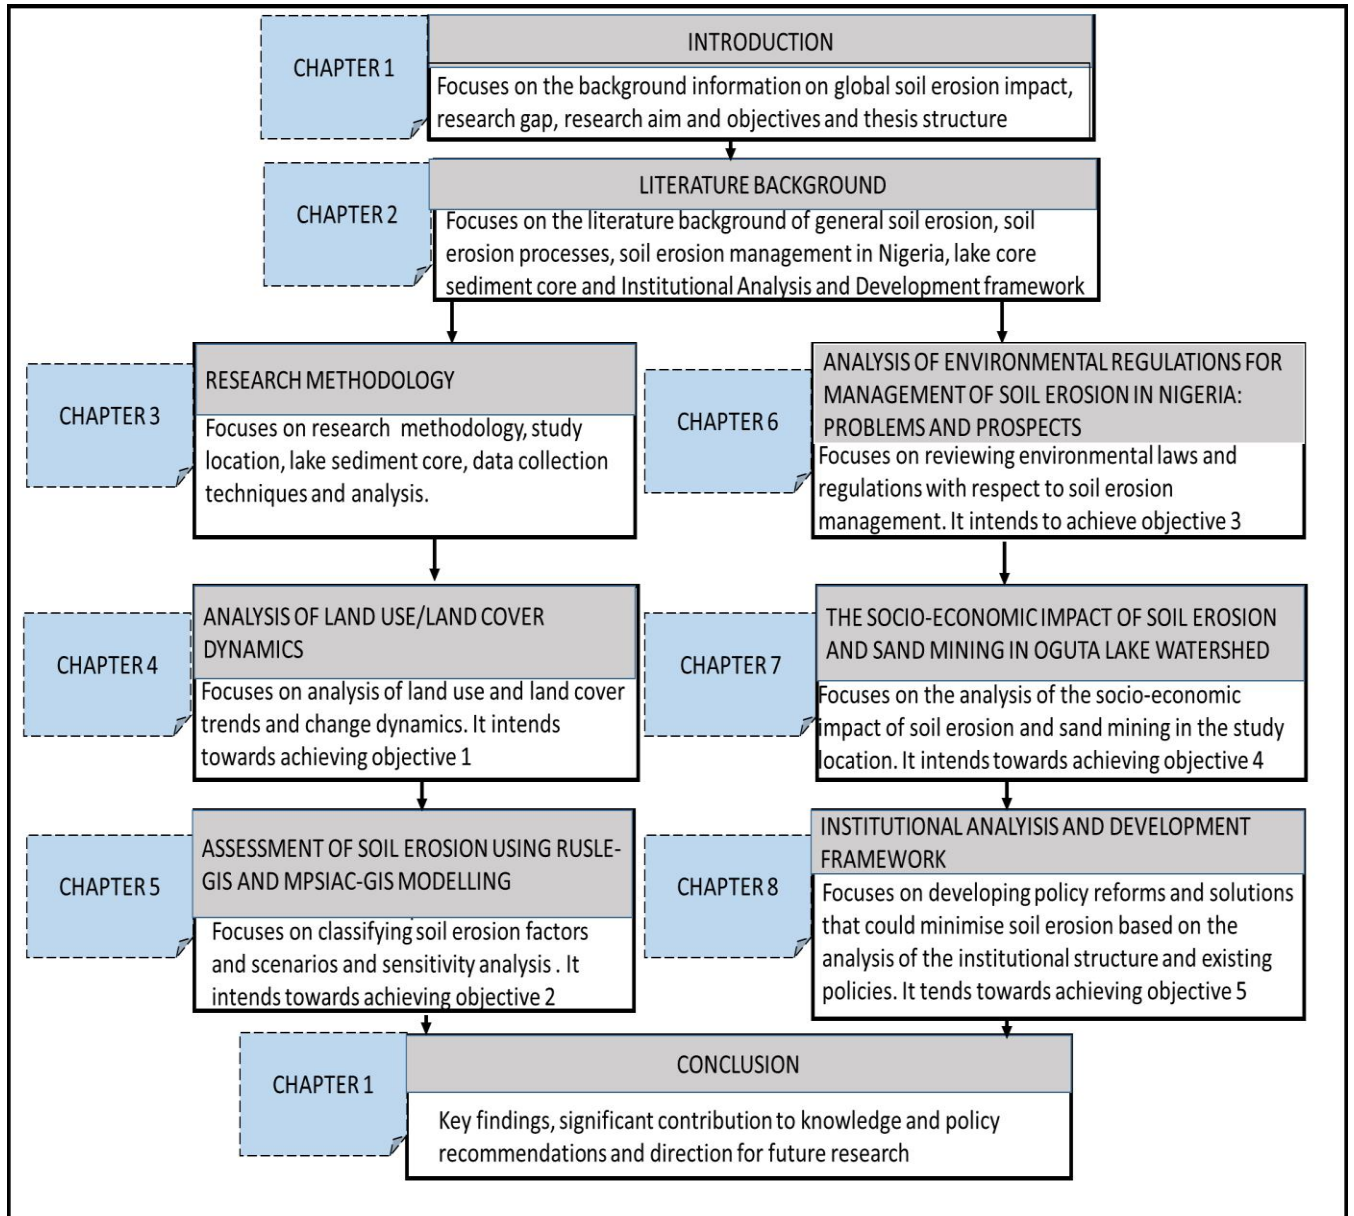 CHAPTER 1
INTRODUCTION
Focuses on the background information on global soil erosion impact,
research gap, research aim and objectives and thesis structure
CHAPTER 2
LITERATURE BACKGROUND
Focuses on the literature background of general soil erosion, soil
erosion processes, soil erosion management in Nigeria, lake core
sediment core and Institutional Analysis and Development framework
CHAPTER 3
RESEARCH METHODOLOGY
Focuses on research methodology, study
location, lake sediment core, data collection
techniques and analysis.
CHAPTER 6
ANALYSIS OF ENVIRONMENTAL REGULATIONS FOR
MANAGEMENT OF SOIL EROSION IN NIGERIA:
PROBLEMS AND PROSPECTS
Focuses on reviewing environmental laws and
regulations with respect to soil erosion
management. It intends to achieve objective 3
CHAPTER 4
ANALYSIS OF LAND USE/LAND COVER
DYNAMICS
Focuses on analysis of land use and land cover
trends and change dynamics. It intends
towards achieving objective 1
CHAPTER 7
THE SOCIO-ECONOMIC IMPACT OF SOIL EROSION
AND SAND MINING IN OGUTA LAKE WATERSHED
Focuses on the analysis of the socio-economic
impact of soil erosion and sand mining in the study
location. It intends towards achieving objective 4
CHAPTER 5
ASSESSMENT OF SOIL EROSION USING RUSLE-
GIS AND MPSIAC-GIS MODELLING
Focuses on classifying soil erosion factors
and scenarios and sensitivity analysis . It
intends towards achieving objective 2
CHAPTER 8
INSTITUTIONAL ANALYISIS AND DEVELOPMENT
FRAMEWORK
Focuses on developing policy reforms and solutions
that could minimise soil erosion based on the
analysis of the institutional structure and existing
policies. It tends towards achieving objective 5
CHAPTER 1
CONCLUSION
Key findings, significant contribution to knowledge and policy
recommendations and direction for future research